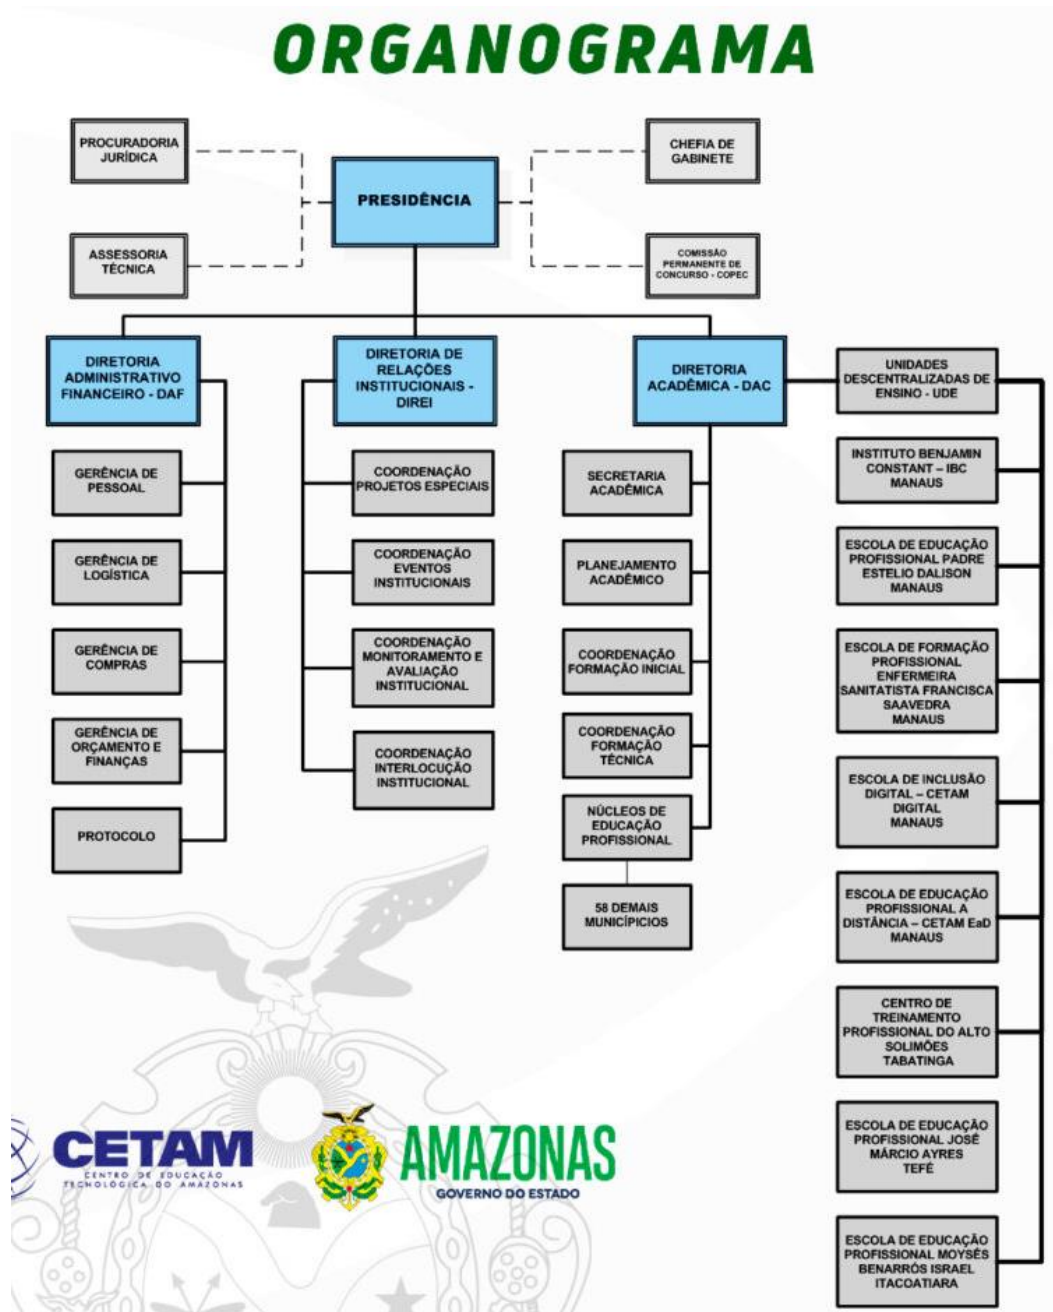 ORGANOGRAMA
PROCURADORIA
JURÍDICA
CHEFIA DE
GABINETE
PRESIDÊNCIA
ASSESSORIA
TÉCNICA
COMISSÃO
PERMANENTE DE
CONCURSO - COPEC
DIRETORIA
ADMINISTRATIVO
FINANCEIRO - DAF
DIRETORIA DE
RELAÇÕES
INSTITUCIONAIS -
DIREI
DIRETORIA
ACADÊMICA - DAC
UNIDADES
DESCENTRALIZADAS DE
ENSINO - UDE
GERÊNCIA DE
PESSOAL
GERÊNCIA DE
LOGÍSTICA
GERÊNCIA DE
COMPRAS
GERÊNCIA DE
ORÇAMENTO E
FINANÇAS
PROTOCOLO
COORDENAÇÃO
PROJETOS ESPECIAIS
COORDENAÇÃO
EVENTOS
INSTITUCIONAIS
COORDENAÇÃO
MONITORAMENTO E
AVALIAÇÃO
INSTITUCIONAL
COORDENAÇÃO
INTERLOCUÇÃO
INSTITUCIONAL
SECRETARIA
ACADÊMICA
PLANEJAMENTO
ACADÊMICO
COORDENAÇÃO
FORMAÇÃO INICIAL
COORDENAÇÃO
FORMAÇÃO
TÉCNICA
NÚCLEOS DE
EDUCAÇÃO
PROFISSIONAL
58 DEMAIS
MUNICÍPICIOS
INSTITUTO BENJAMIN
CONSTANT – IBC
MANAUS
ESCOLA DE EDUCAÇÃO
PROFISSIONAL PADRE
ESTELIO DALISON
MANAUS
ESCOLA DE FORMAÇÃO
PROFISSIONAL
ENFERMEIRA
SANITATISTA FRANCISCA
SAAVEDRA
MANAUS
ESCOLA DE INCLUSÃO
DIGITAL – CETAM
DIGITAL
MANAUS
ESCOLA DE EDUCAÇÃO
PROFISSIONAL A
DISTÂNCIA – CETAM EaD
MANAUS
CENTRO DE
TREINAMENTO
PROFISSIONAL DO ALTO
SOLIMÕES
TABATINGA
ESCOLA DE EDUCAÇÃO
PROFISSIONAL JOSÉ
MÁRCIO AYRES
TEFÉ
ESCOLA DE EDUCAÇÃO
PROFISSIONAL MOYSÉS
BENARRÓS ISRAEL
ITACOATIARA
CETAM
CENTRO DE EDUCAÇÃO
TECNOLÓGICA DO AMAZONAS
AMAZONAS
GOVERNO DO ESTADO